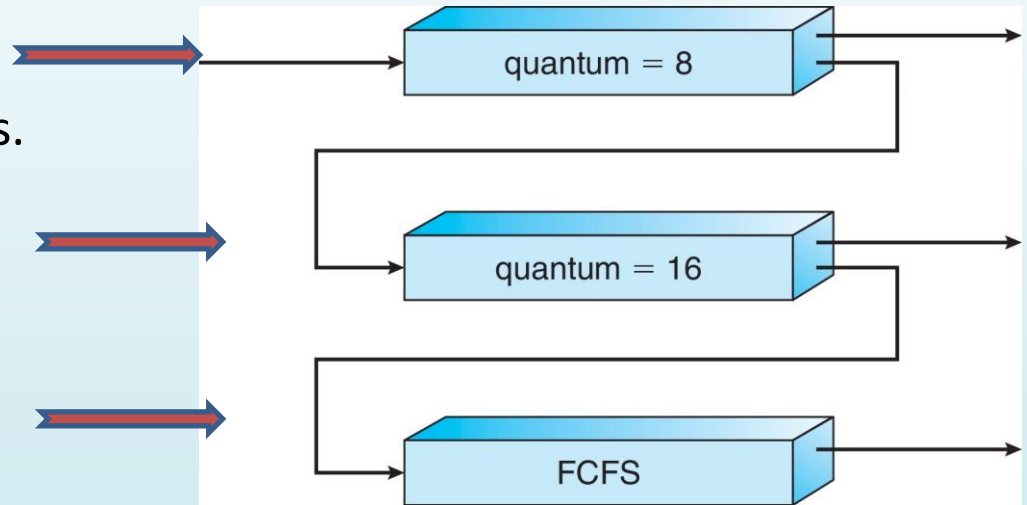 quantum = 8
s.
quantum = 16
FCFS